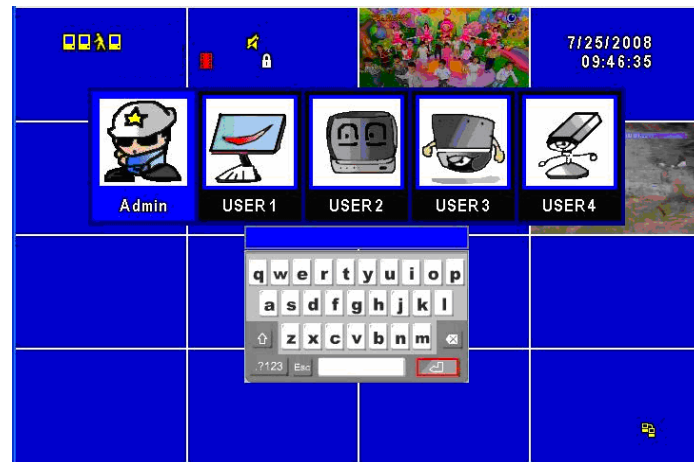 7/25/2008
09:46:35
Admin
USER1
USER2
USER3
USER4
q w e r t y u i o p
a s d f g h j k l
z x c v b n m
.?123 Esc